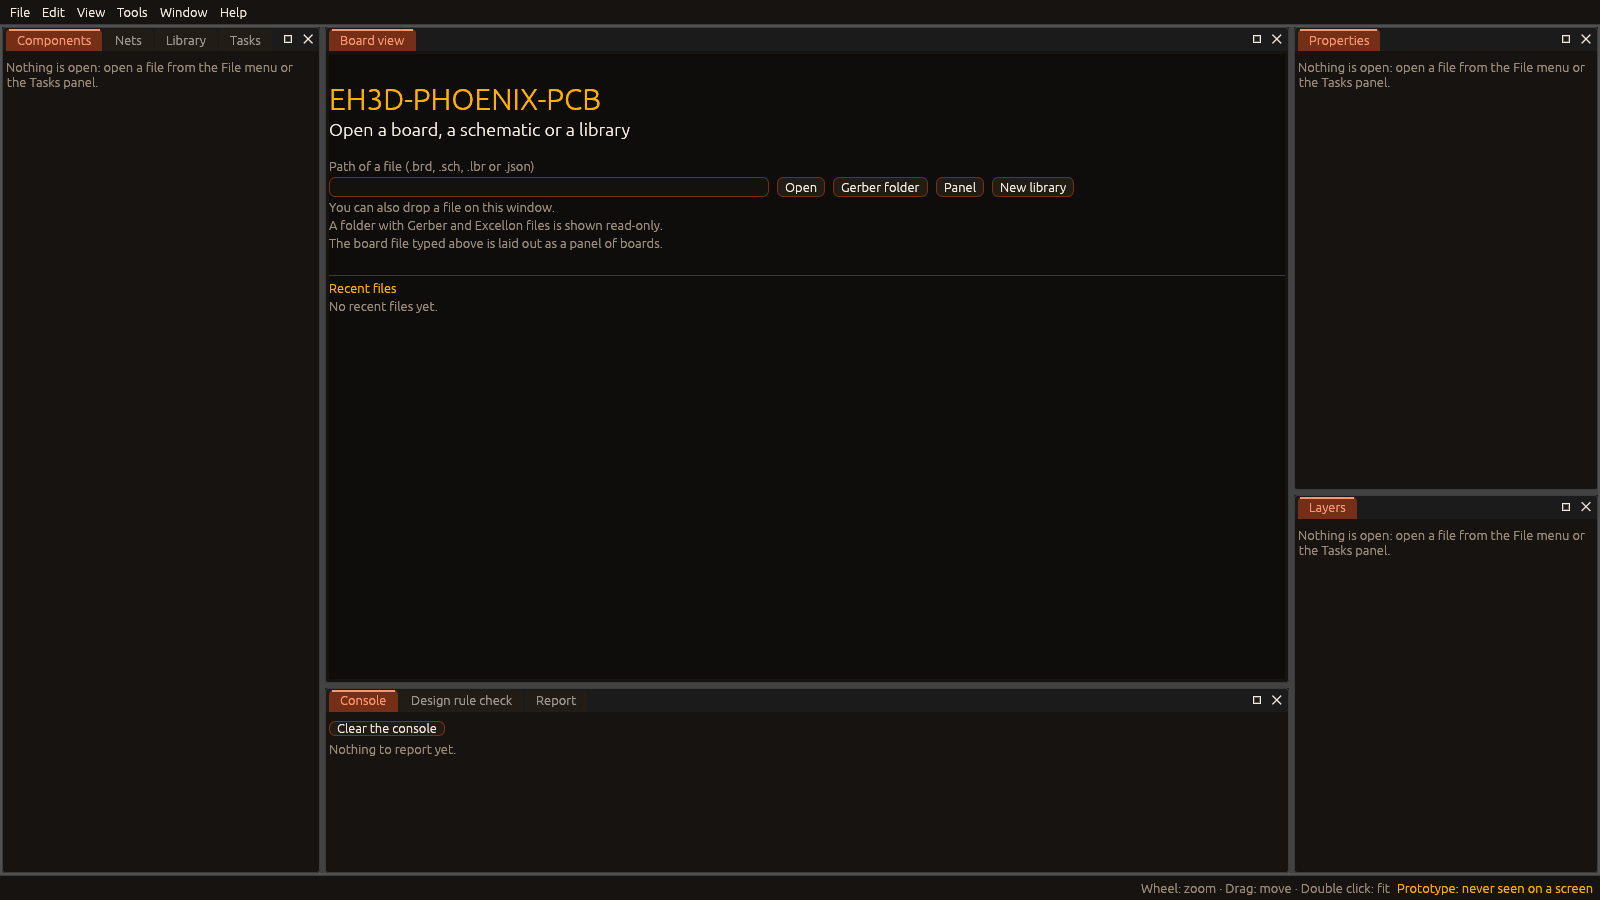 File Edit View Tools Window Help
Components Nets Library Tasks
Nothing is open: open a file from the File menu or
the Tasks panel.
Board view
EH3D-PHOENIX-PCB
Open a board, a schematic or a library
Path of a file (.brd, .sch, .lbr or .json)
Open Gerber folder Panel New library
You can also drop a file on this window.
A folder with Gerber and Excellon files is shown read-only.
The board file typed above is laid out as a panel of boards.
Recent files
No recent files yet.
Console Design rule check Report
Clear the console
Nothing to report yet.
Properties
Nothing is open: open a file from the File menu or
the Tasks panel.
Layers
Nothing is open: open a file from the File menu or
the Tasks panel.
Wheel: zoom · Drag: move · Double click: fit Prototype: never seen on a screen